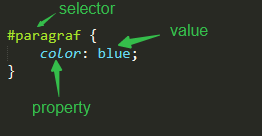 selector
#paragraf {
value
color: blue;
}
property